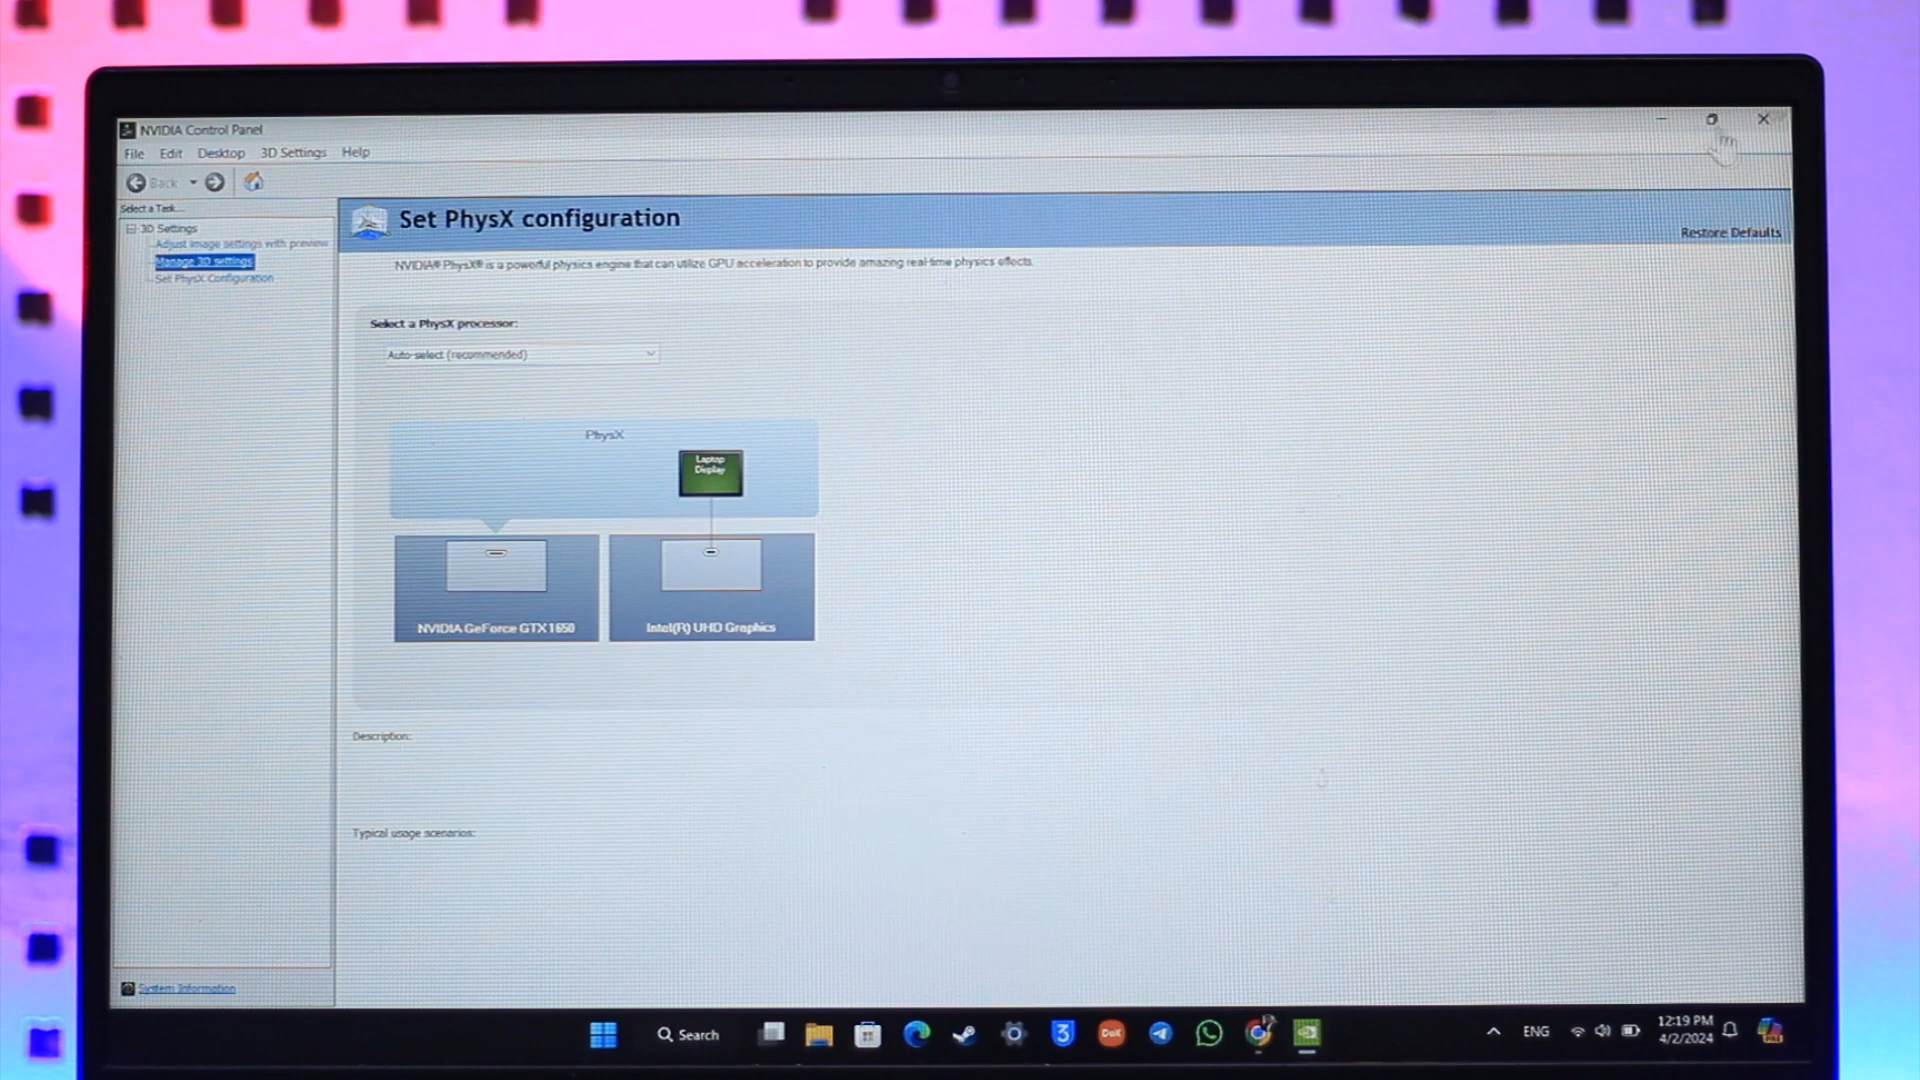 NVIDIA Control Panel
File Edit Desktop 3D Settings Help
Back
Select a Task...
3D Settings
Adjust image settings with preview
Manage 3D settings
Set PhysX Configuration
Set PhysX configuration
Restore Defaults
NVIDIA® PhysX® is a powerful physics engine that can utilize GPU acceleration to provide amazing real-time physics effects.
Select a PhysX processor:
Auto-select (recommended)
PhysX
Laptop
Display
NVIDIA GeForce GTX 1650
Intel(R) UHD Graphics
Description:
Typical usage scenarios:
System Information
Search
3
ENG
12:19 PM
4/2/2024